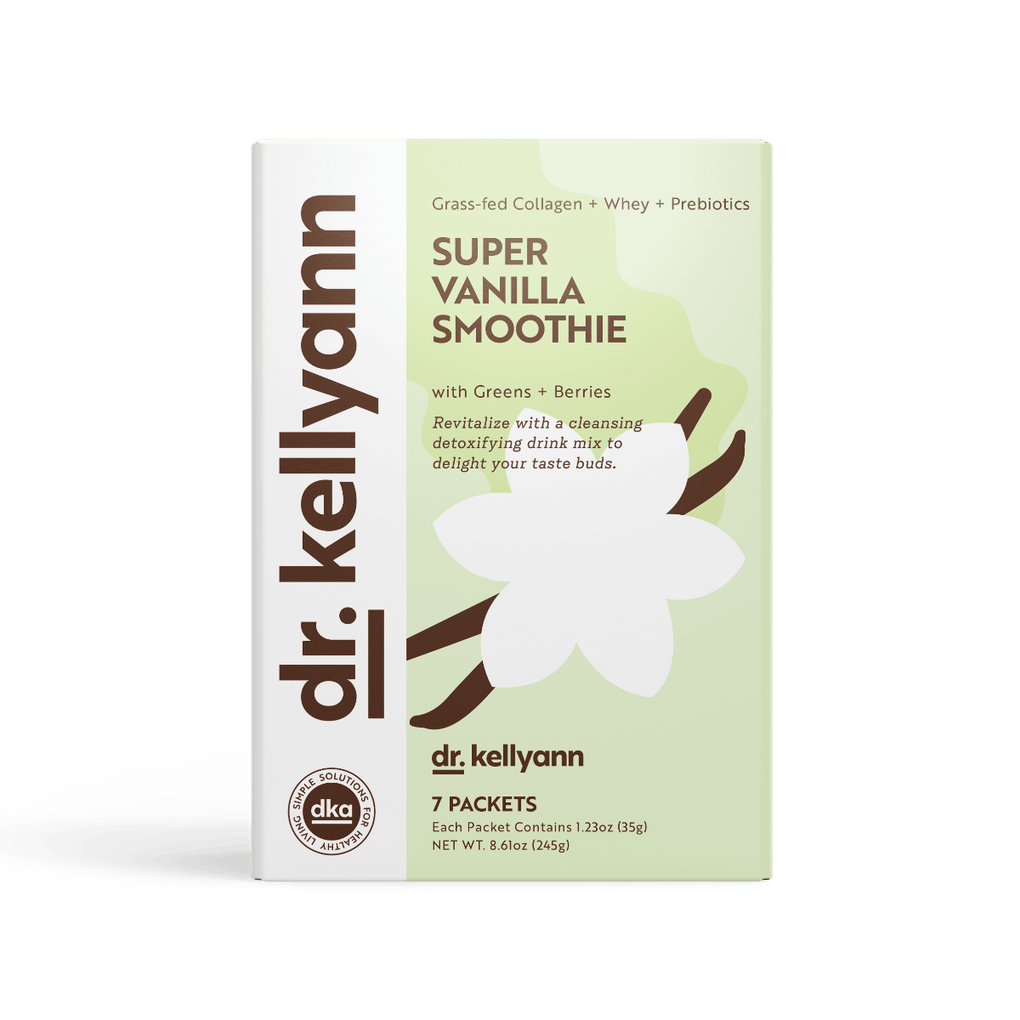 dr. kellyann
Grass-fed Collagen + Whey + Prebiotics
SUPER
VANILLA
SMOOTHIE
with Greens + Berries
Revitalize with a cleansing
detoxifying drink mix to
delight your taste buds.
dr. kellyann
7 PACKETS
Each Packet Contains 1.23oz (35g)
NET WT. 8.61oz (245g)
SIMPLE SOLUTIONS FOR HEALTHY LIVING
dka